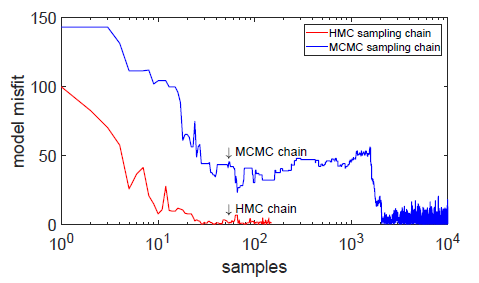 150
100
50
0
model misfit
HMC sampling chain
MCMC sampling chain
↓ MCMC chain
↓ HMC chain
10^0 10^1 10^2 10^3 10^4
samples